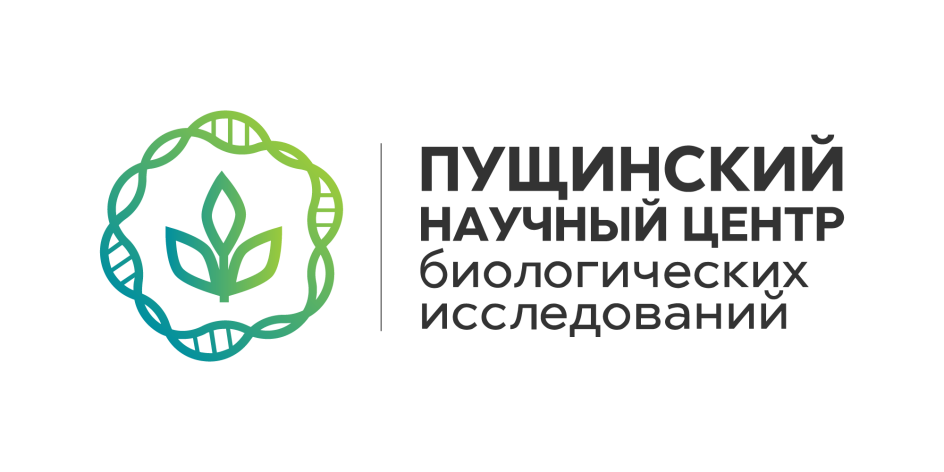 ПУЩИНСКИЙ
НАУЧНЫЙ ЦЕНТР
биологических
исследований